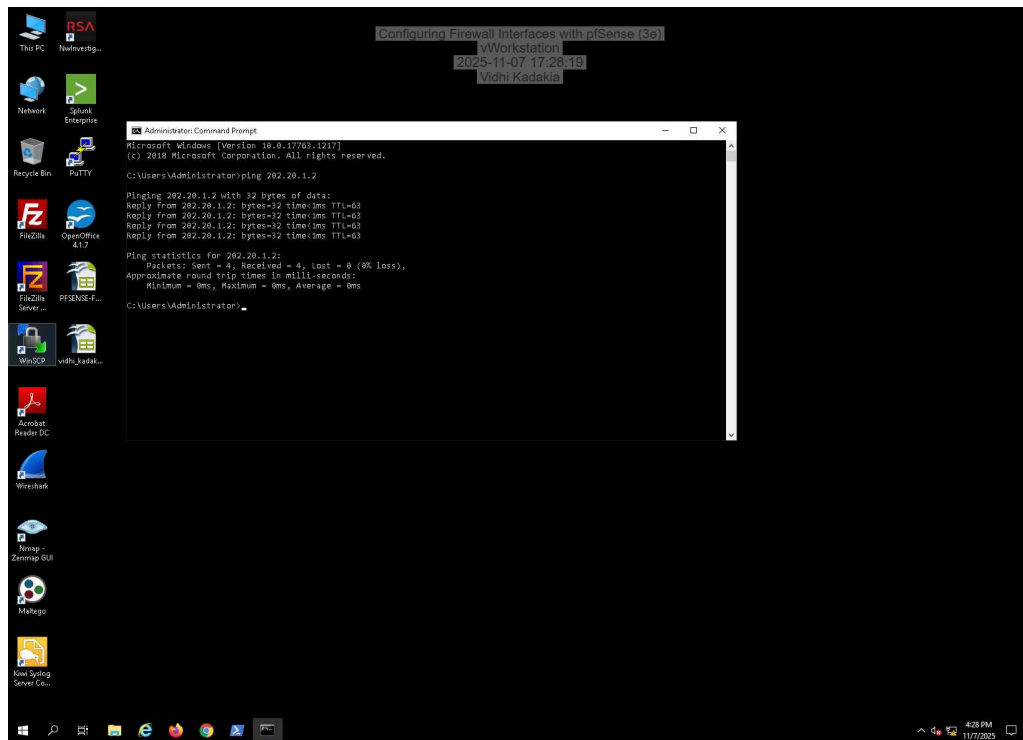 Configuring Firewall Interfaces with pfSense (3e)
vWorkstation
2025-11-07 17:28:19
Vidhi Kadakia
This PC
RSA
NwInvestig...
Network
Splunk
Enterprise
Recycle Bin
PuTTY
FileZilla
OpenOffice
4.1.7
FileZilla
Server ...
PFSENSE-F...
WinSCP
vidhi_kadak...
Acrobat
Reader DC
Wireshark
Nmap -
Zenmap GUI
Maltego
Kiwi Syslog
Server Co...
Administrator: Command Prompt
Microsoft Windows [Version 10.0.17763.1217]
(c) 2018 Microsoft Corporation. All rights reserved.
C:\Users\Administrator>ping 202.20.1.2
Pinging 202.20.1.2 with 32 bytes of data:
Reply from 202.20.1.2: bytes=32 time<1ms TTL=63
Reply from 202.20.1.2: bytes=32 time<1ms TTL=63
Reply from 202.20.1.2: bytes=32 time<1ms TTL=63
Reply from 202.20.1.2: bytes=32 time<1ms TTL=63
Ping statistics for 202.20.1.2:
Packets: Sent = 4, Received = 4, Lost = 0 (0% loss),
Approximate round trip times in milli-seconds:
Minimum = 0ms, Maximum = 0ms, Average = 0ms
C:\Users\Administrator>
4:28 PM
11/7/2025